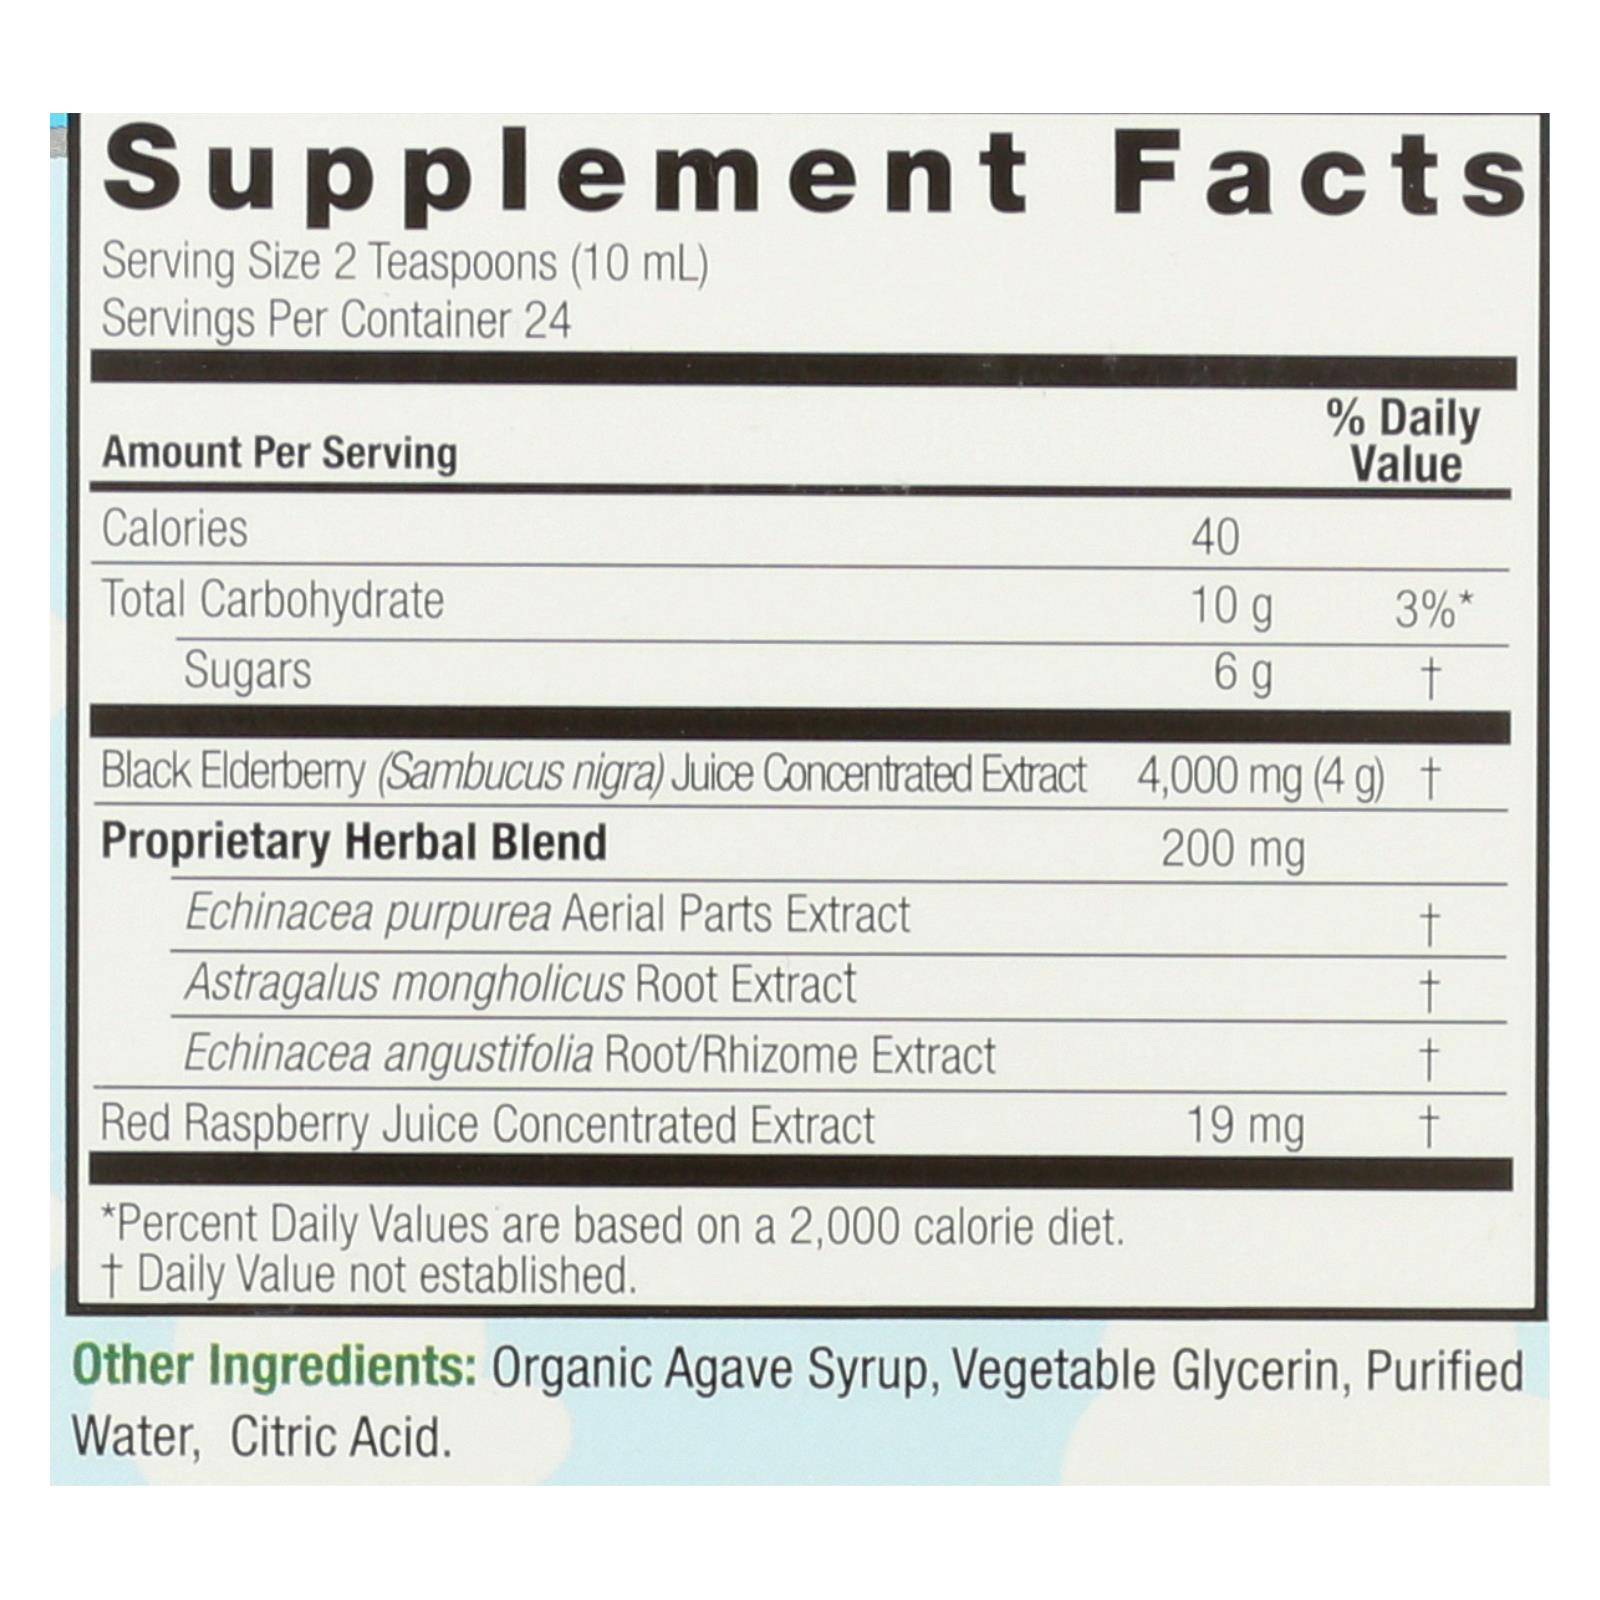 Supplement Facts
Serving Size 2 Teaspoons (10 mL)
Servings Per Container 24
% Daily
Value
Amount Per Serving
Calories 40
Total Carbohydrate 10 g 3%*
Sugars 6 g †
Black Elderberry (Sambucus nigra) Juice Concentrated Extract 4,000 mg (4 g) †
Proprietary Herbal Blend 200 mg
Echinacea purpurea Aerial Parts Extract †
Astragalus mongholicus Root Extract †
Echinacea angustifolia Root/Rhizome Extract †
Red Raspberry Juice Concentrated Extract 19 mg †
*Percent Daily Values are based on a 2,000 calorie diet.
† Daily Value not established.
Other Ingredients: Organic Agave Syrup, Vegetable Glycerin, Purified
Water, Citric Acid.